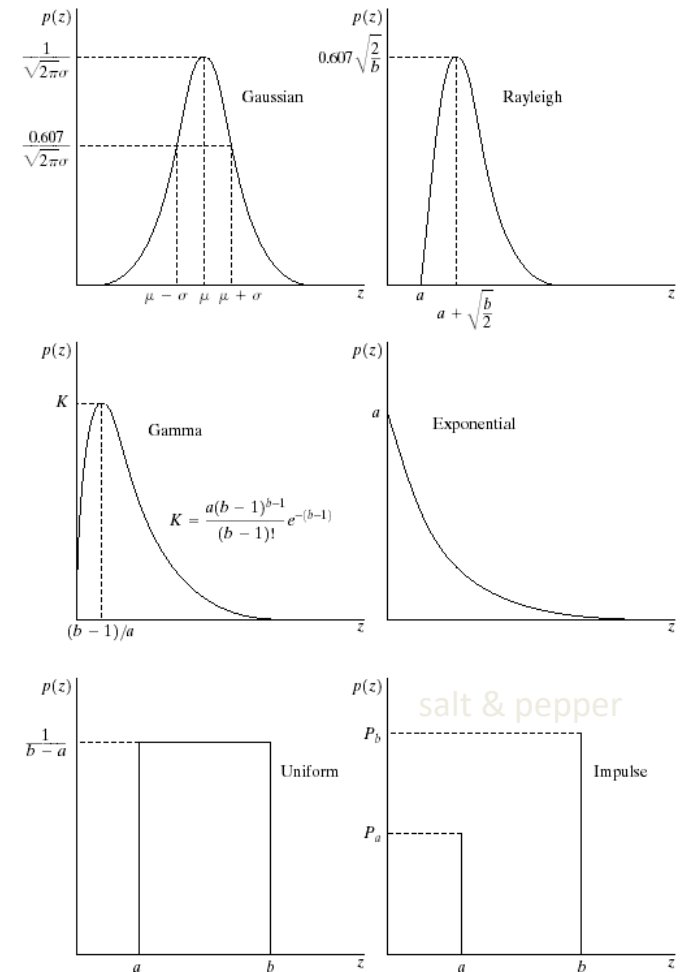 p(z)
1/√2πσ
Gaussian
0.607/√2πσ
μ − σ μ μ + σ z
p(z)
0.607√2/b
Rayleigh
a z
a + √b/2
p(z)
K
Gamma
K = a(b − 1)^b−1/(b − 1)! e^−(b−1)
(b − 1)/a z
p(z)
a
Exponential
z
p(z)
1/b − a
Uniform
a b z
p(z)
salt & pepper
P_b
Impulse
P_a
a b z